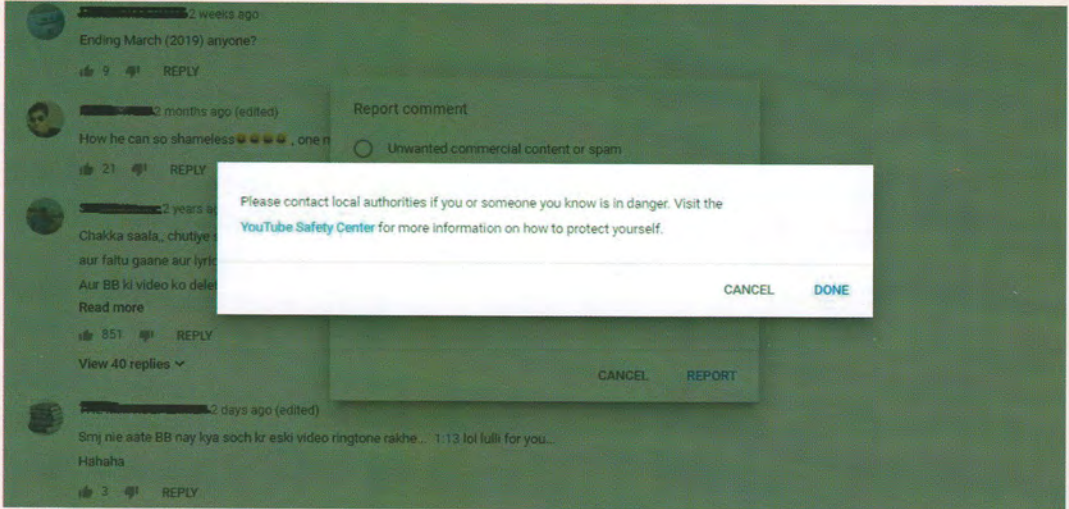 2 weeks ago
Ending March (2019) anyone?
9 REPLY
2 months ago (edited)
How he can so shameless😂😂😂😂 , one
21 REPLY
2 years
Chakka saala,, chutiye
aur faltu gaane aur
Aur BB ki video ko
Read more
851 REPLY
View 40 replies
2 days ago (edited)
Smj nie aate BB nay kya soch kr eski video ringtone rakhe... 1:13 lol lulli for you...
Hahaha
3 REPLY
Report comment
Unwanted commercial content or spam
Please contact local authorities if you or someone you know is in danger. Visit the
YouTube Safety Center for more information on how to protect yourself.
CANCEL DONE
CANCEL REPORT